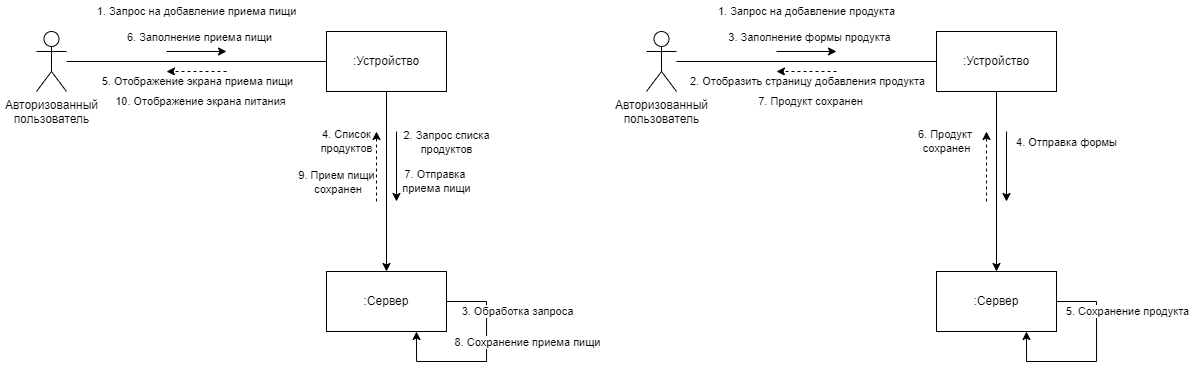 1. Запрос на добавление приема пищи
6. Заполнение приема пищи
:Устройство
5. Отображение экрана приема пищи
10. Отображение экрана питания
Авторизованный
пользователь
4. Список
продуктов
2. Запрос списка
продуктов
9. Прием пищи
сохранен
7. Отправка
приема пищи
:Сервер
3. Обработка запроса
8. Сохранение приема пищи
1. Запрос на добавление продукта
3. Заполнение формы продукта
:Устройство
2. Отобразить страницу добавления продукта
7. Продукт сохранен
Авторизованный
пользователь
6. Продукт
сохранен
4. Отправка формы
:Сервер
5. Сохранение продукта